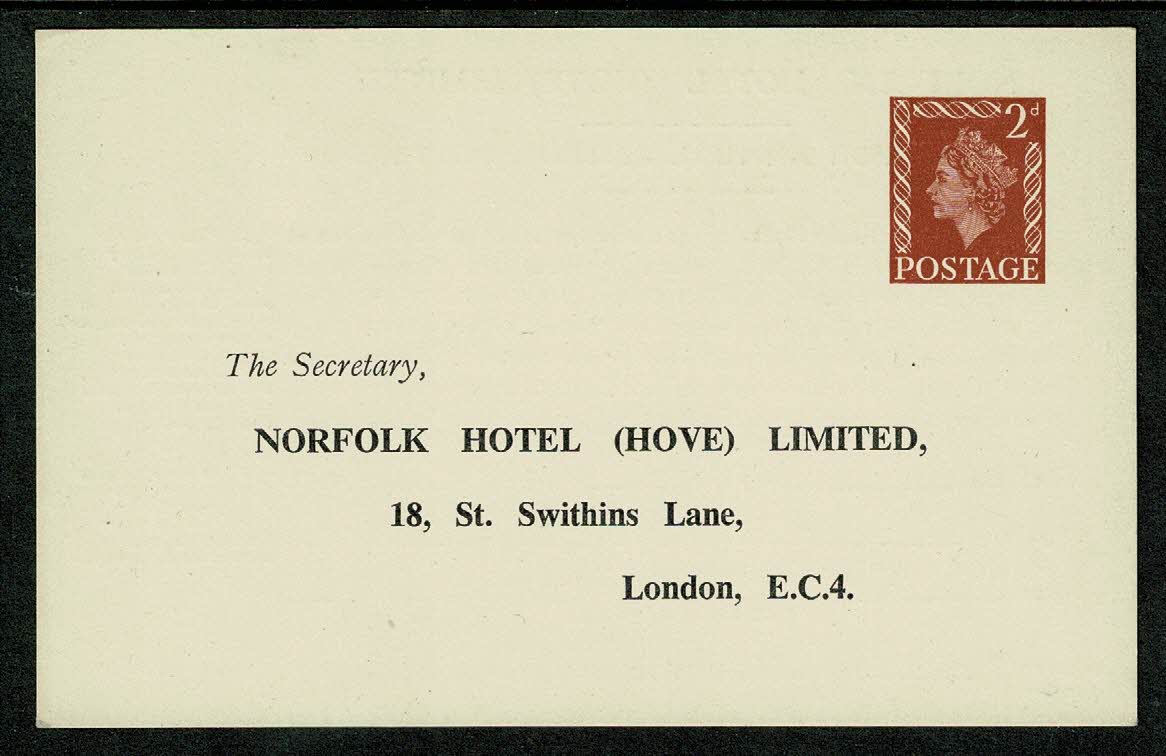 2d
POSTAGE
The Secretary,
NORFOLK HOTEL (HOVE) LIMITED,
18, St. Swithins Lane,
London, E.C.4.